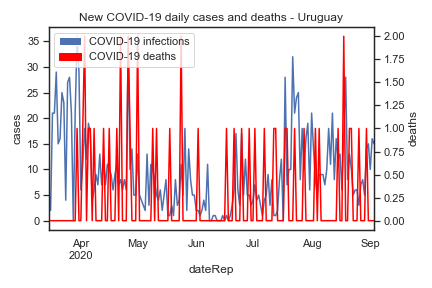 New COVID-19 daily cases and deaths - Uruguay
COVID-19 infections
COVID-19 deaths
35
30
25
20
15
10
5
0
cases
2.00
1.75
1.50
1.25
1.00
0.75
0.50
0.25
0.00
deaths
Apr May Jun Jul Aug Sep
2020
dateRep